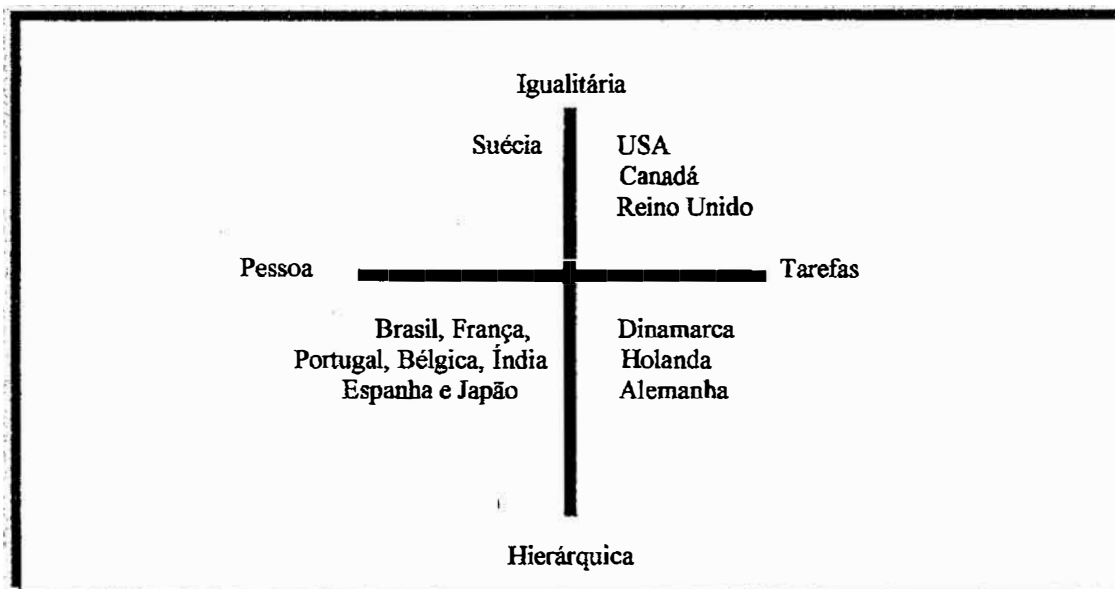 Igualitária
Suécia
USA
Canadá
Reino Unido
Pessoa
Tarefas
Brasil, França,
Portugal, Bélgica, Índia
Espanha e Japão
Dinamarca
Holanda
Alemanha
Hierárquica